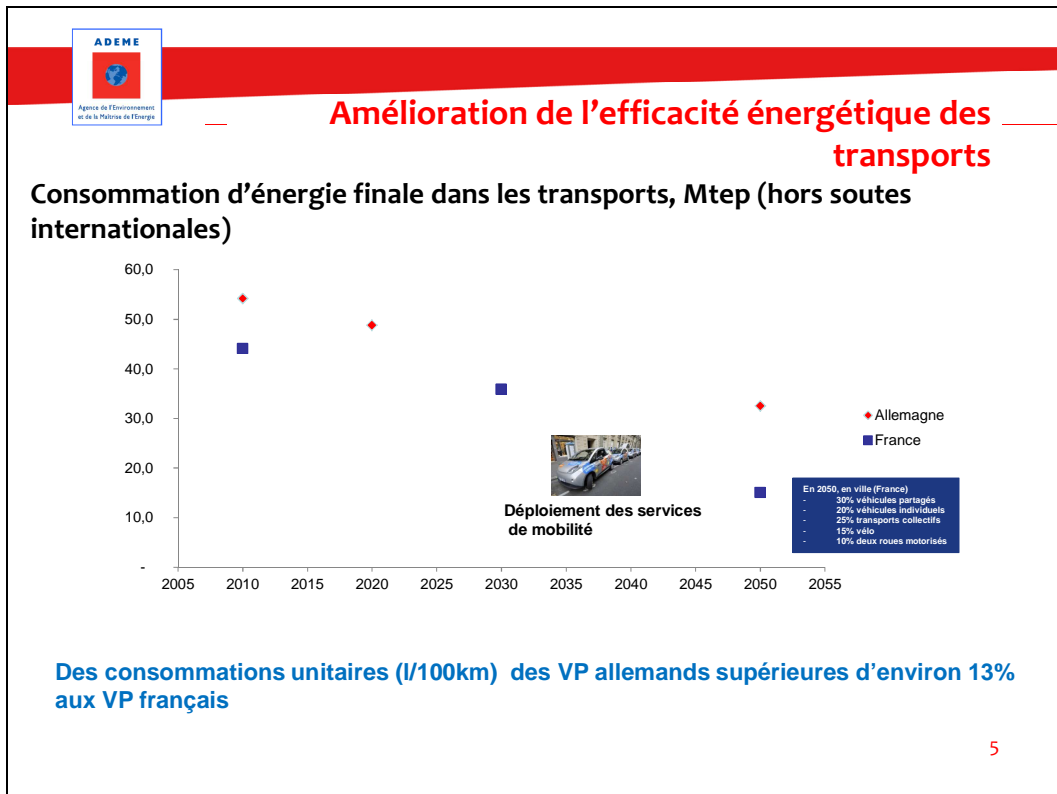 ADEME
Agence de l'Environnement
et de la Maîtrise de l'Energie
Amélioration de l'efficacité énergétique des
transports
Consommation d'énergie finale dans les transports, Mtep (hors soutes
internationales)
60,0
50,0
40,0
30,0
20,0
10,0
-
2005 2010 2015 2020 2025 2030 2035 2040 2045 2050 2055
Allemagne
France
Déploiement des services
de mobilité
En 2050, en ville (France)
- 30% véhicules partagés
- 20% véhicules individuels
- 25% transports collectifs
- 15% vélo
- 10% deux roues motorisés
Des consommations unitaires (l/100km) des VP allemands supérieures d'environ 13%
aux VP français
5